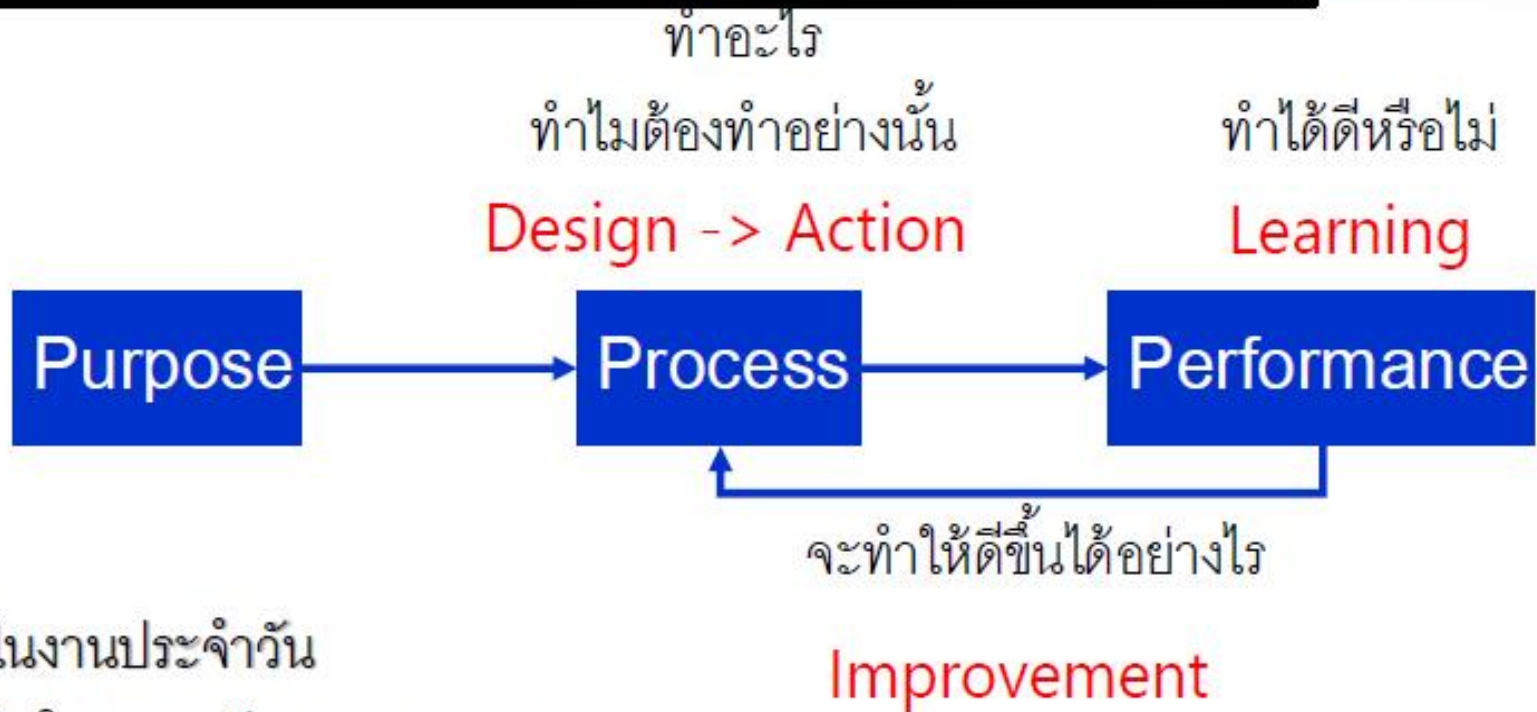 ทำอะไร
ทำไมต้องทำอย่างนั้น
ทำได้ดีหรือไม่
Design -> Action
Learning
Purpose
Process
Performance
จะทำให้ดีขึ้นได้อย่างไร
ในงานประจำวัน
Improvement